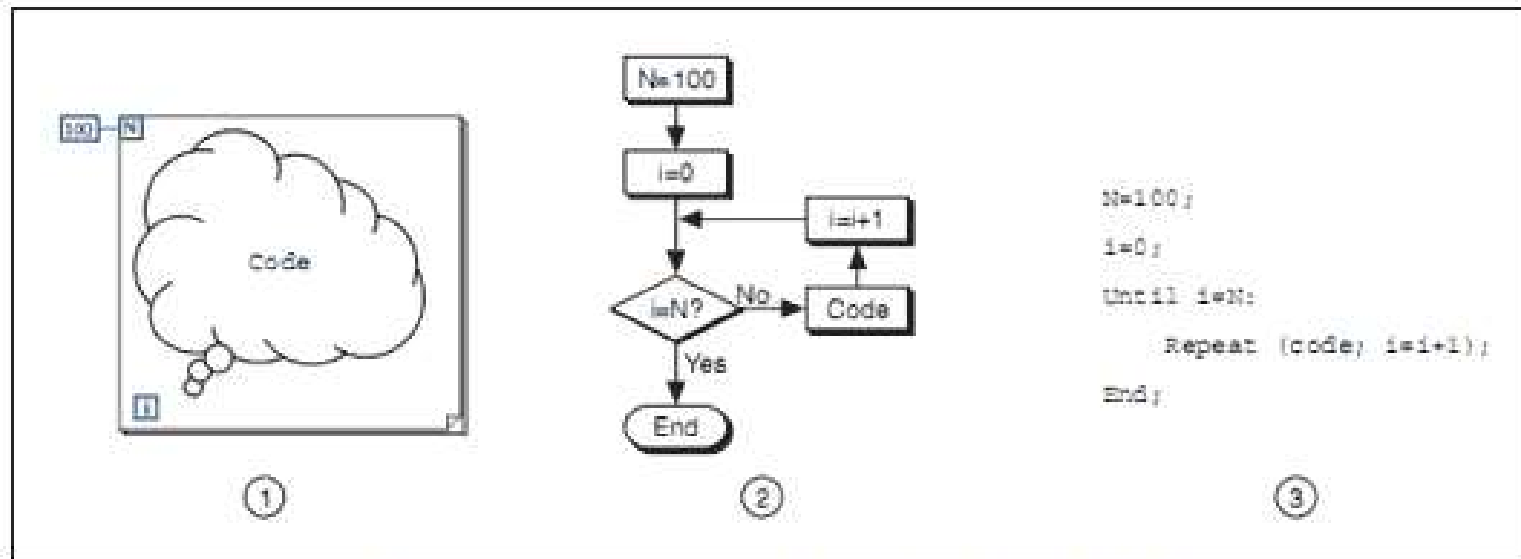 100
N
Code
i
1
N=100
i=0
i=i+1
i=N?
No
Code
Yes
End
2
N=100;
i=0;
Until i=N:
Repeat (code; i=i+1);
End;
3